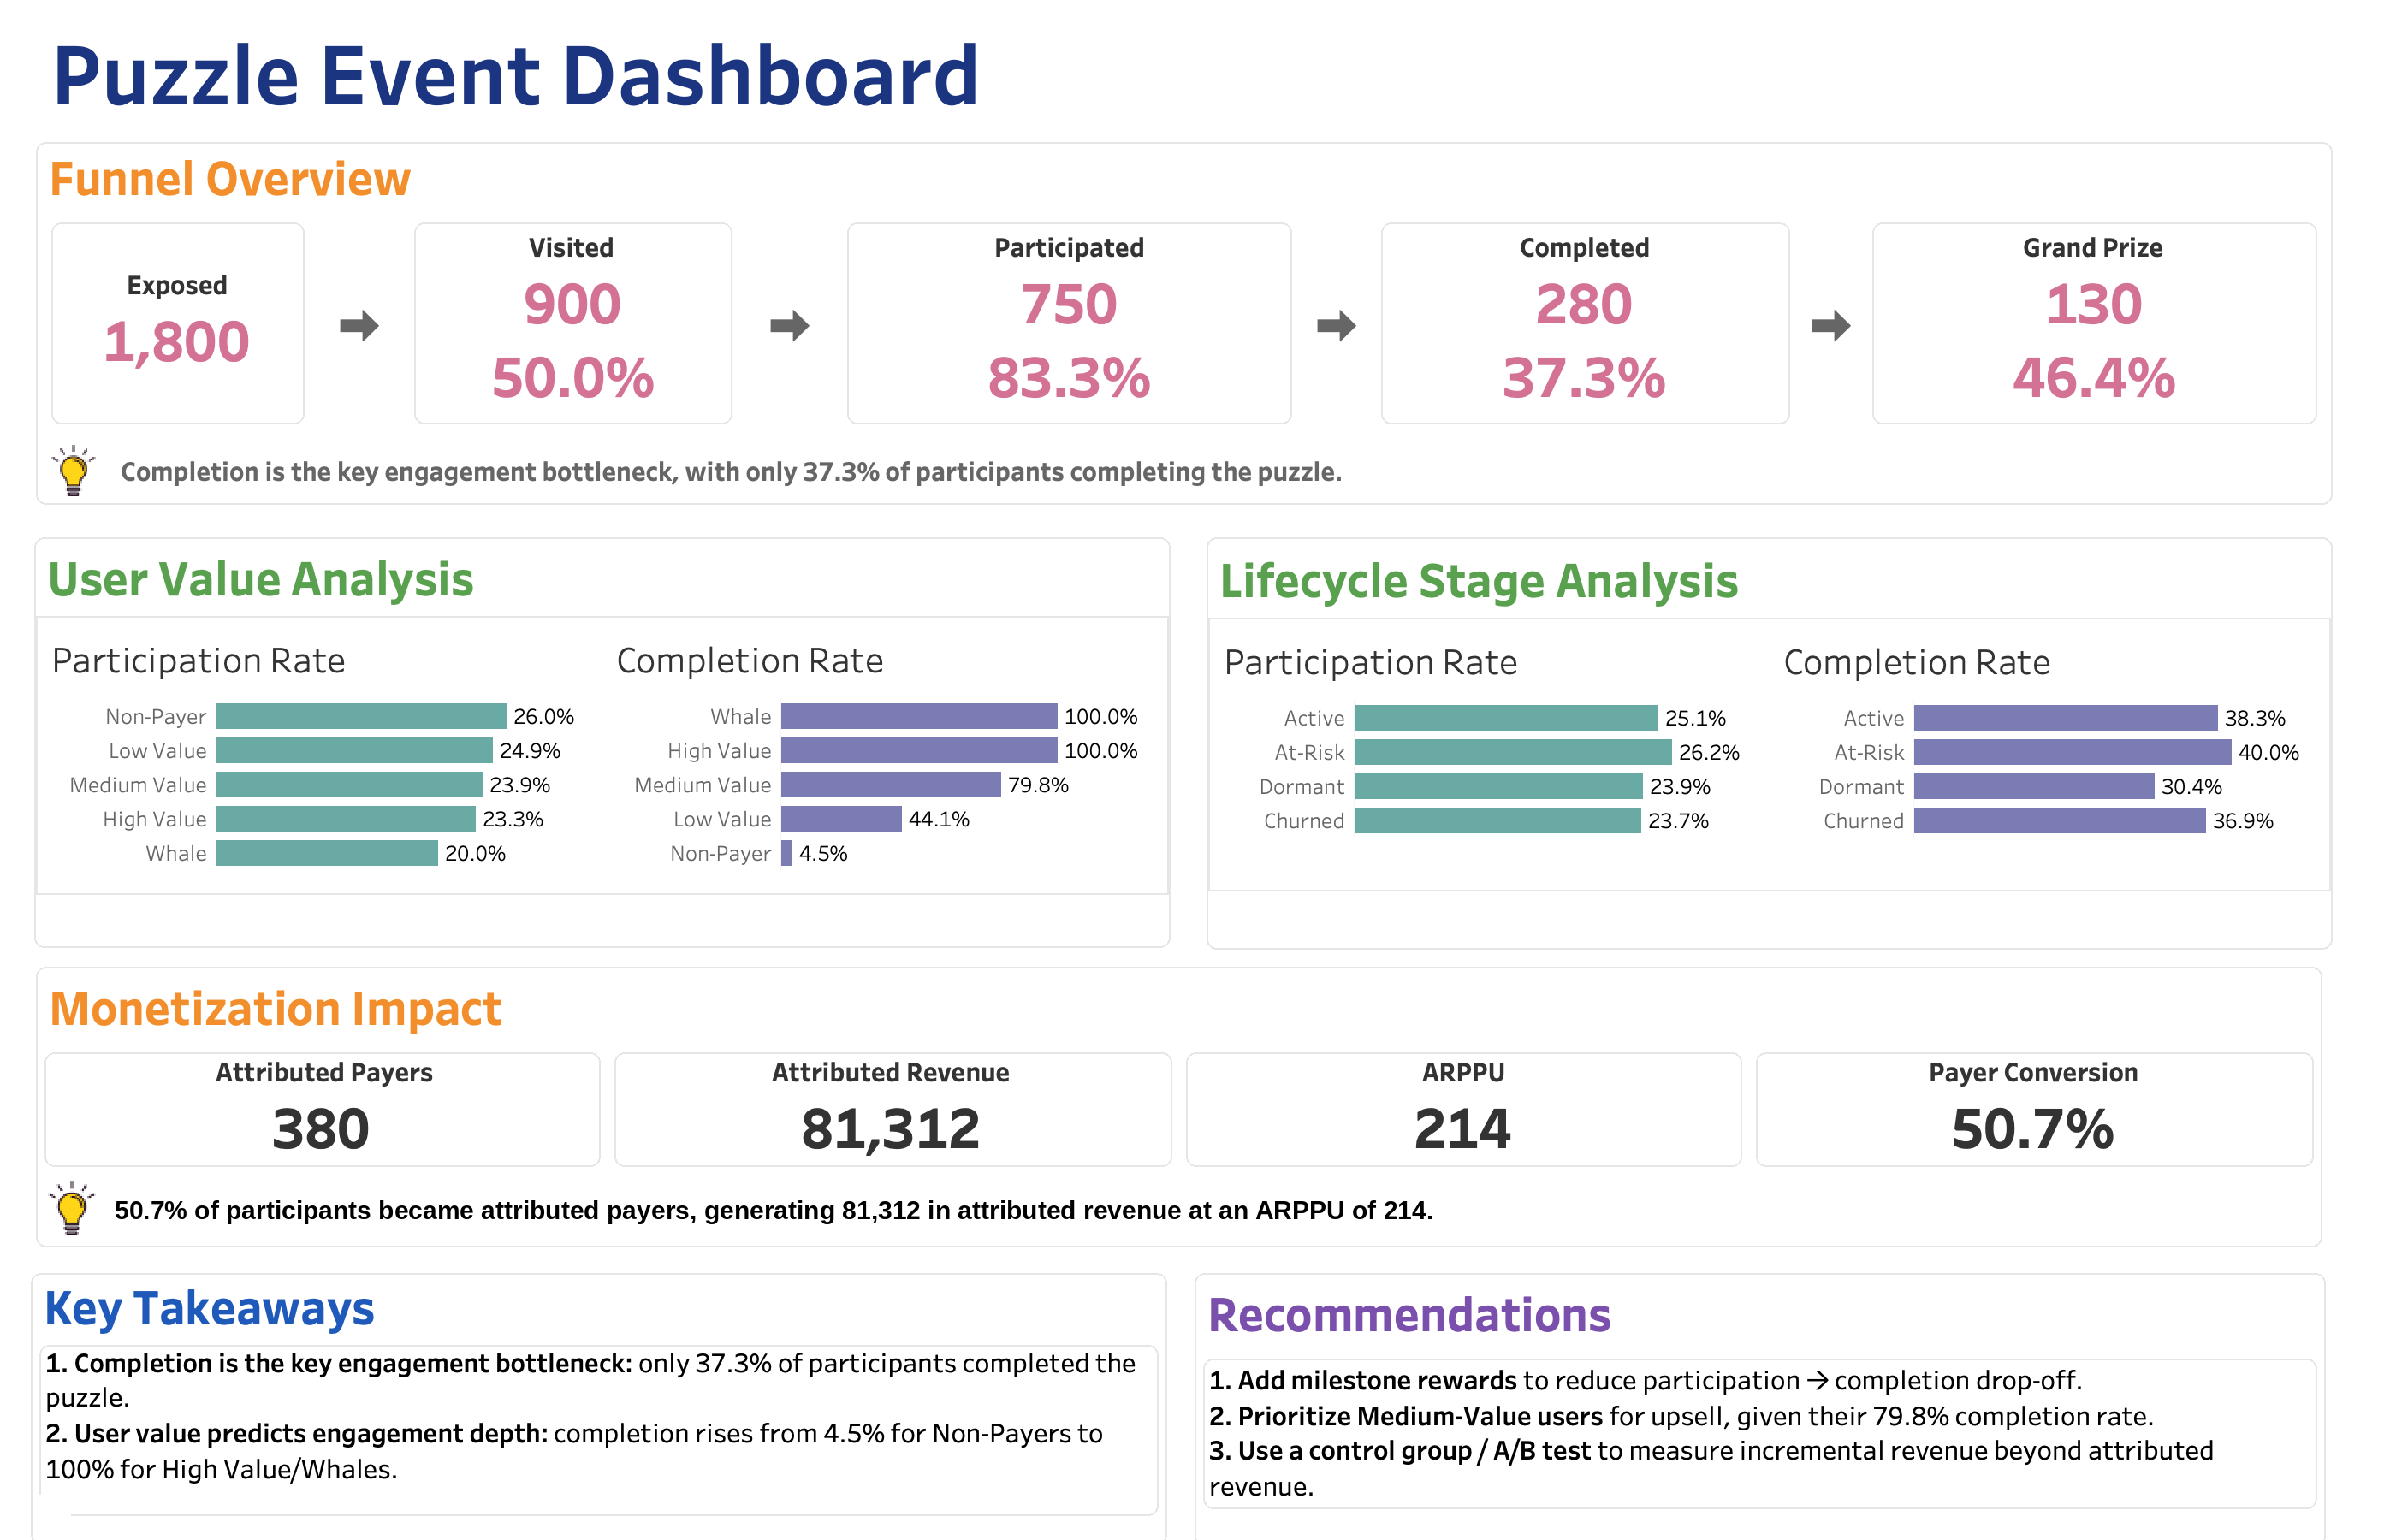 Puzzle Event Dashboard
Funnel Overview
Exposed
1,800
Visited
900
50.0%
Participated
750
83.3%
Completed
280
37.3%
Grand Prize
130
46.4%
Completion is the key engagement bottleneck, with only 37.3% of participants completing the puzzle.
User Value Analysis
Participation Rate
Non-Payer 26.0%
Low Value 24.9%
Medium Value 23.9%
High Value 23.3%
Whale 20.0%
Completion Rate
Whale 100.0%
High Value 100.0%
Medium Value 79.8%
Low Value 44.1%
Non-Payer 4.5%
Lifecycle Stage Analysis
Participation Rate
Active 25.1%
At-Risk 26.2%
Dormant 23.9%
Churned 23.7%
Completion Rate
Active 38.3%
At-Risk 40.0%
Dormant 30.4%
Churned 36.9%
Monetization Impact
Attributed Payers
380
Attributed Revenue
81,312
ARPPU
214
Payer Conversion
50.7%
50.7% of participants became attributed payers, generating 81,312 in attributed revenue at an ARPPU of 214.
Key Takeaways
1. Completion is the key engagement bottleneck: only 37.3% of participants completed the
puzzle.
2. User value predicts engagement depth: completion rises from 4.5% for Non-Payers to
100% for High Value/Whales.
Recommendations
1. Add milestone rewards to reduce participation → completion drop-off.
2. Prioritize Medium-Value users for upsell, given their 79.8% completion rate.
3. Use a control group / A/B test to measure incremental revenue beyond attributed
revenue.